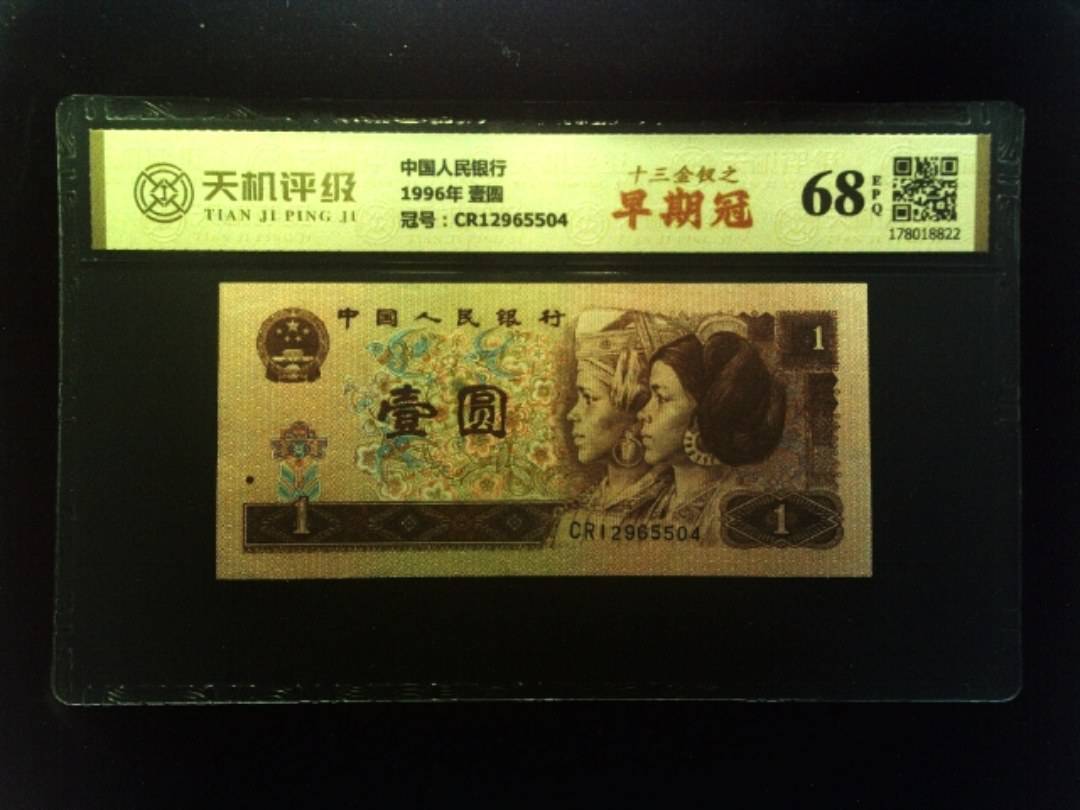 天机评级
TIAN JI PING JI
中国人民银行
1996年 壹圆
冠号：CR12965504
十三金钗之
早期冠
68
EPQ
178018822
中国人民银行
1
壹圆
1
CR12965504
1